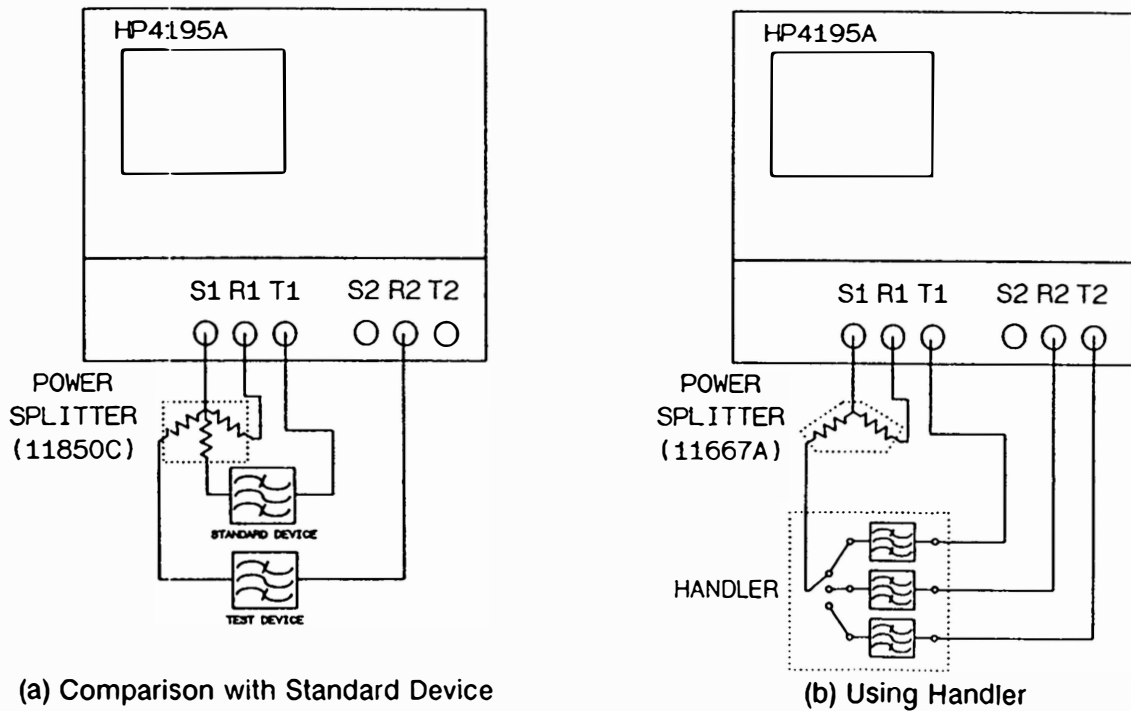 HP4195A
S1 R1 T1 S2 R2 T2
POWER
SPLITTER
(11850C)
STANDARD DEVICE
TEST DEVICE
(a) Comparison with Standard Device
HP4195A
S1 R1 T1 S2 R2 T2
POWER
SPLITTER
(11667A)
HANDLER
(b) Using Handler